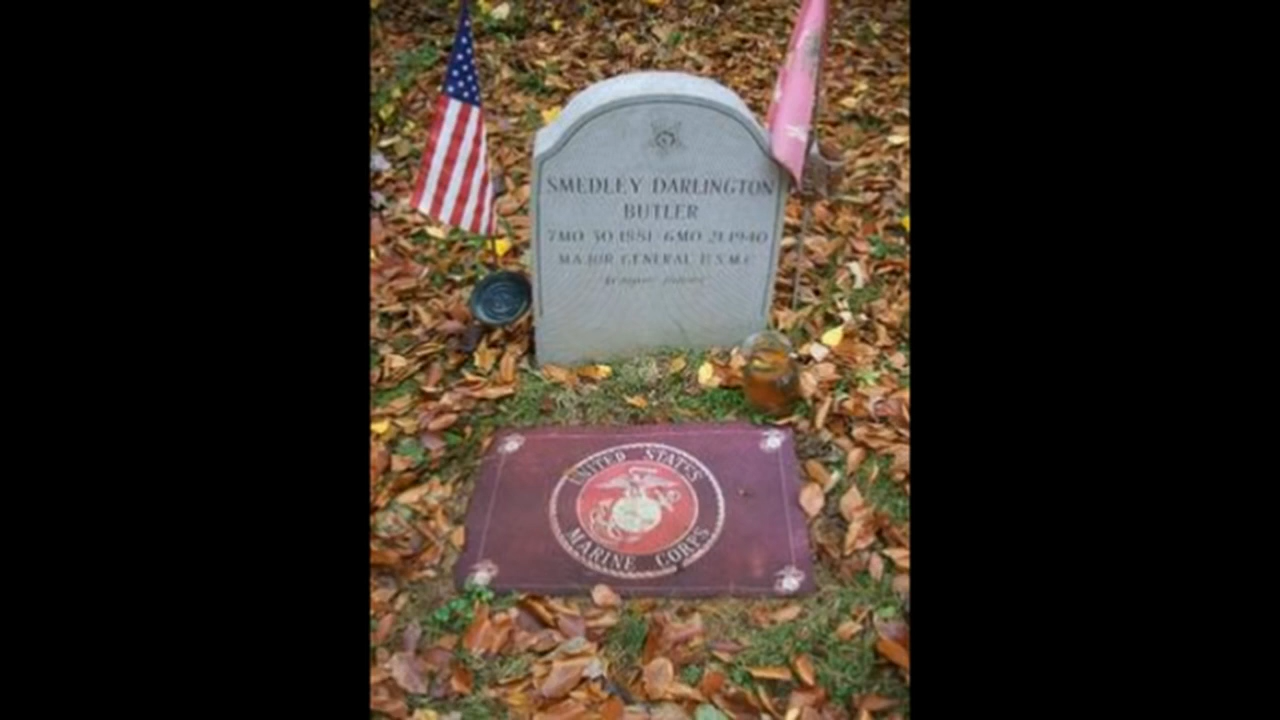 SMEDLEY DARLINGTON
BUTLER
7MO 30 1881 6MO 21 1940
MAJOR GENERAL U.S.M.C.
UNITED STATES
MARINE CORPS